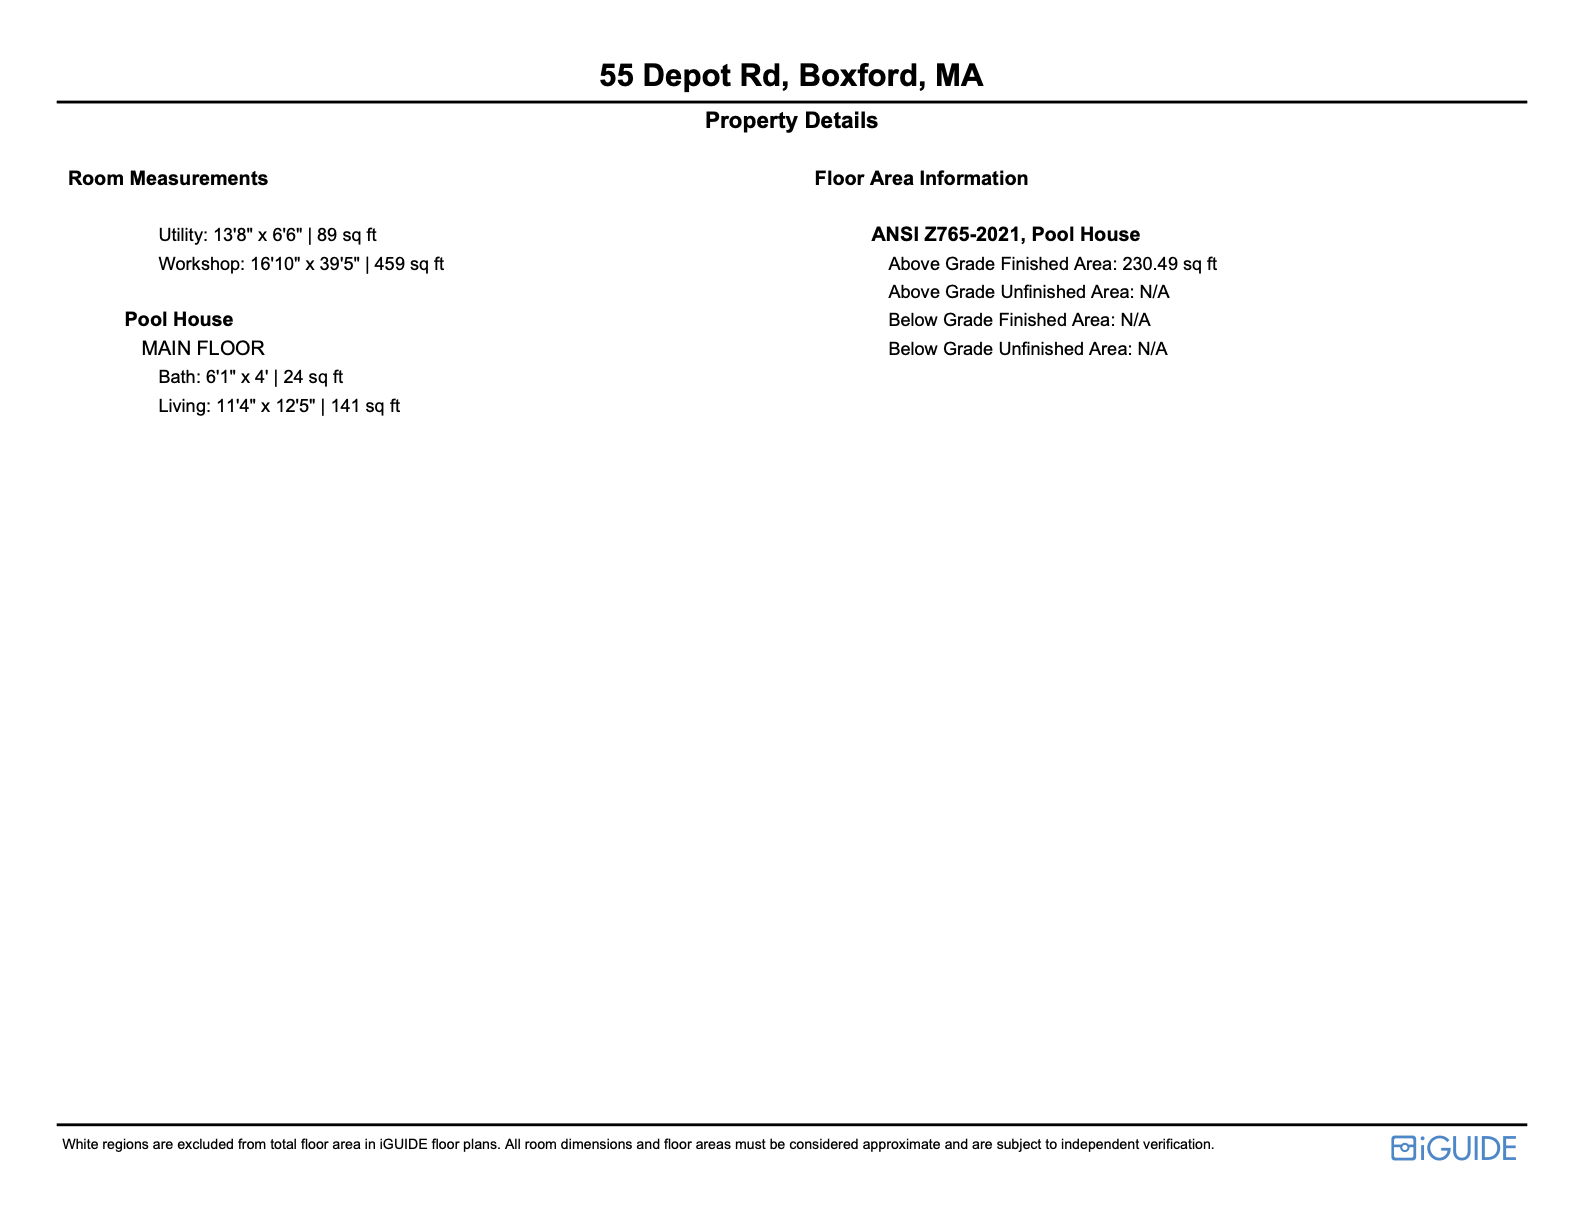 55 Depot Rd, Boxford, MA
Property Details
Room Measurements
Utility: 13'8" x 6'6" | 89 sq ft
Workshop: 16'10" x 39'5" | 459 sq ft
Pool House
MAIN FLOOR
Bath: 6'1" x 4' | 24 sq ft
Living: 11'4" x 12'5" | 141 sq ft
Floor Area Information
ANSI Z765-2021, Pool House
Above Grade Finished Area: 230.49 sq ft
Above Grade Unfinished Area: N/A
Below Grade Finished Area: N/A
Below Grade Unfinished Area: N/A
White regions are excluded from total floor area in iGUIDE floor plans. All room dimensions and floor areas must be considered approximate and are subject to independent verification.
iGUIDE